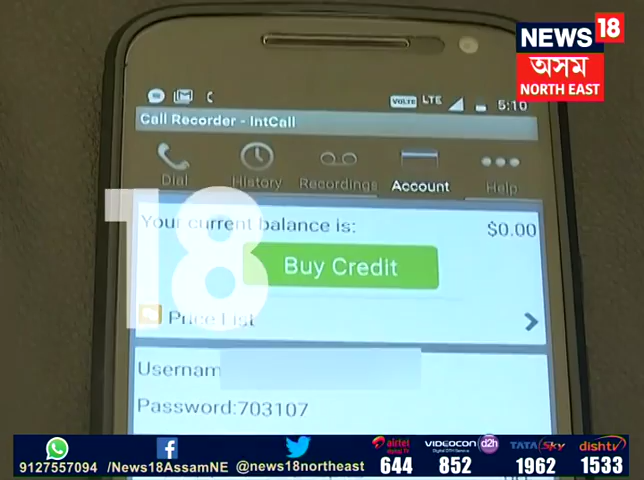 NEWS 18
অসম
NORTH EAST
VoLTE LTE 5:10
Call Recorder - IntCall
Dial History Recordings Account Help
18
Your current balance is: $0.00
Buy Credit
Price List
Password:703107
9127557094 /News18AssamNE @news18northeast airtel digital TV 644 VIDEOCON d2h 852 TATA Sky 1962 dishtv 1533